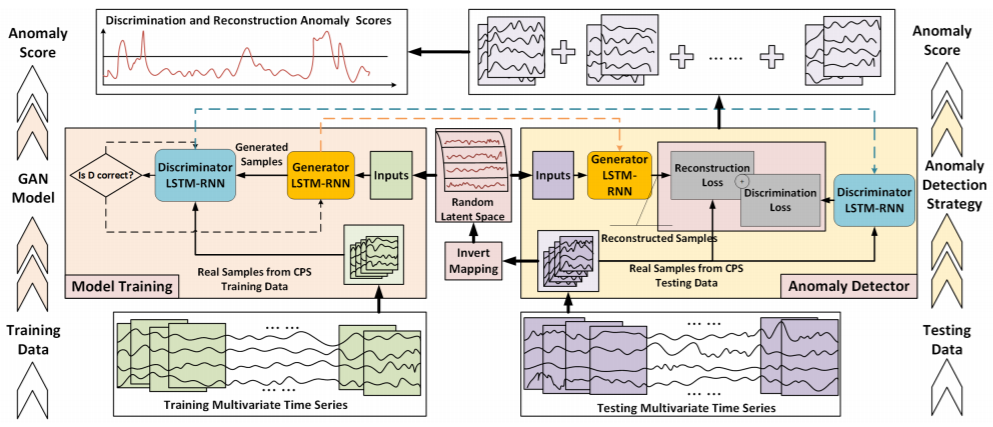 Discrimination and Reconstruction Anomaly Scores
Anomaly
Score
GAN
Model
Training
Data
Is D correct?
Discriminator
LSTM-RNN
Generated
Samples
Generator
LSTM-RNN
Inputs
Real Samples from CPS
Training Data
Model Training
Training Multivariate Time Series
... ...
... ...
Random
Latent Space
Invert
Mapping
... ...
Inputs
Generator
LSTM-
RNN
Reconstruction
Loss
+
Discrimination
Loss
Discriminator
LSTM-RNN
Reconstructed Samples
Real Samples from CPS
Testing Data
Anomaly Detector
... ...
... ...
Testing Multivariate Time Series
Anomaly
Score
Anomaly
Detection
Strategy
Testing
Data